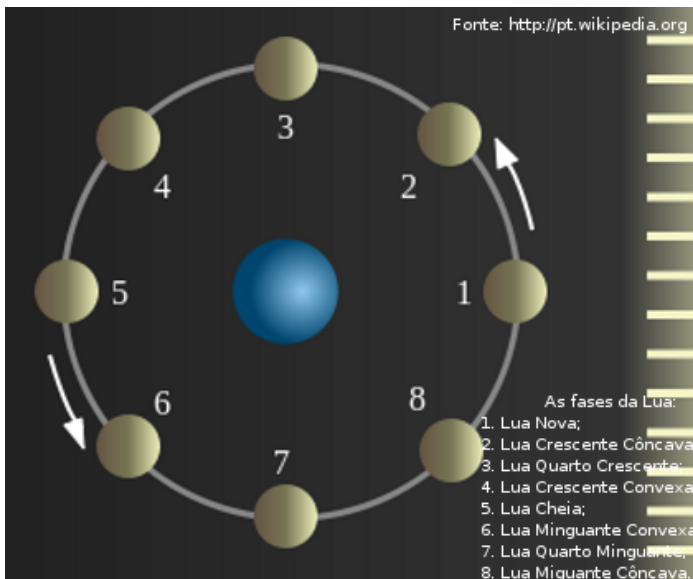 Fonte: http://pt.wikipedia.org
3
4
2
5
1
6
8
7
As fases da Lua:
1. Lua Nova;
2. Lua Crescente Côncava
3. Lua Quarto Crescente;
4. Lua Crescente Convexa
5. Lua Cheia;
6. Lua Minguante Convexa
7. Lua Quarto Minguante;
8. Lua Miguante Côncava.